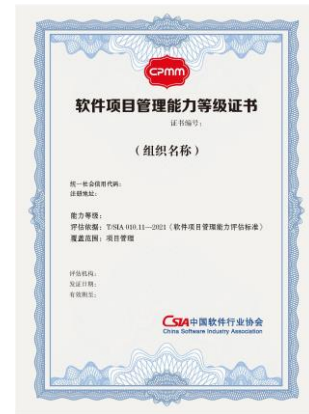 CPMM
软件项目管理能力等级证书
证书编号:
(组织名称)
统一社会信用代码:
注册地址:
能力等级:
评估依据: T/SIA 010.11—2021《软件项目管理能力评估标准》
覆盖范围: 项目管理
评估机构:
发证日期:
有效期至:
CSIA中国软件行业协会
China Software Industry Association